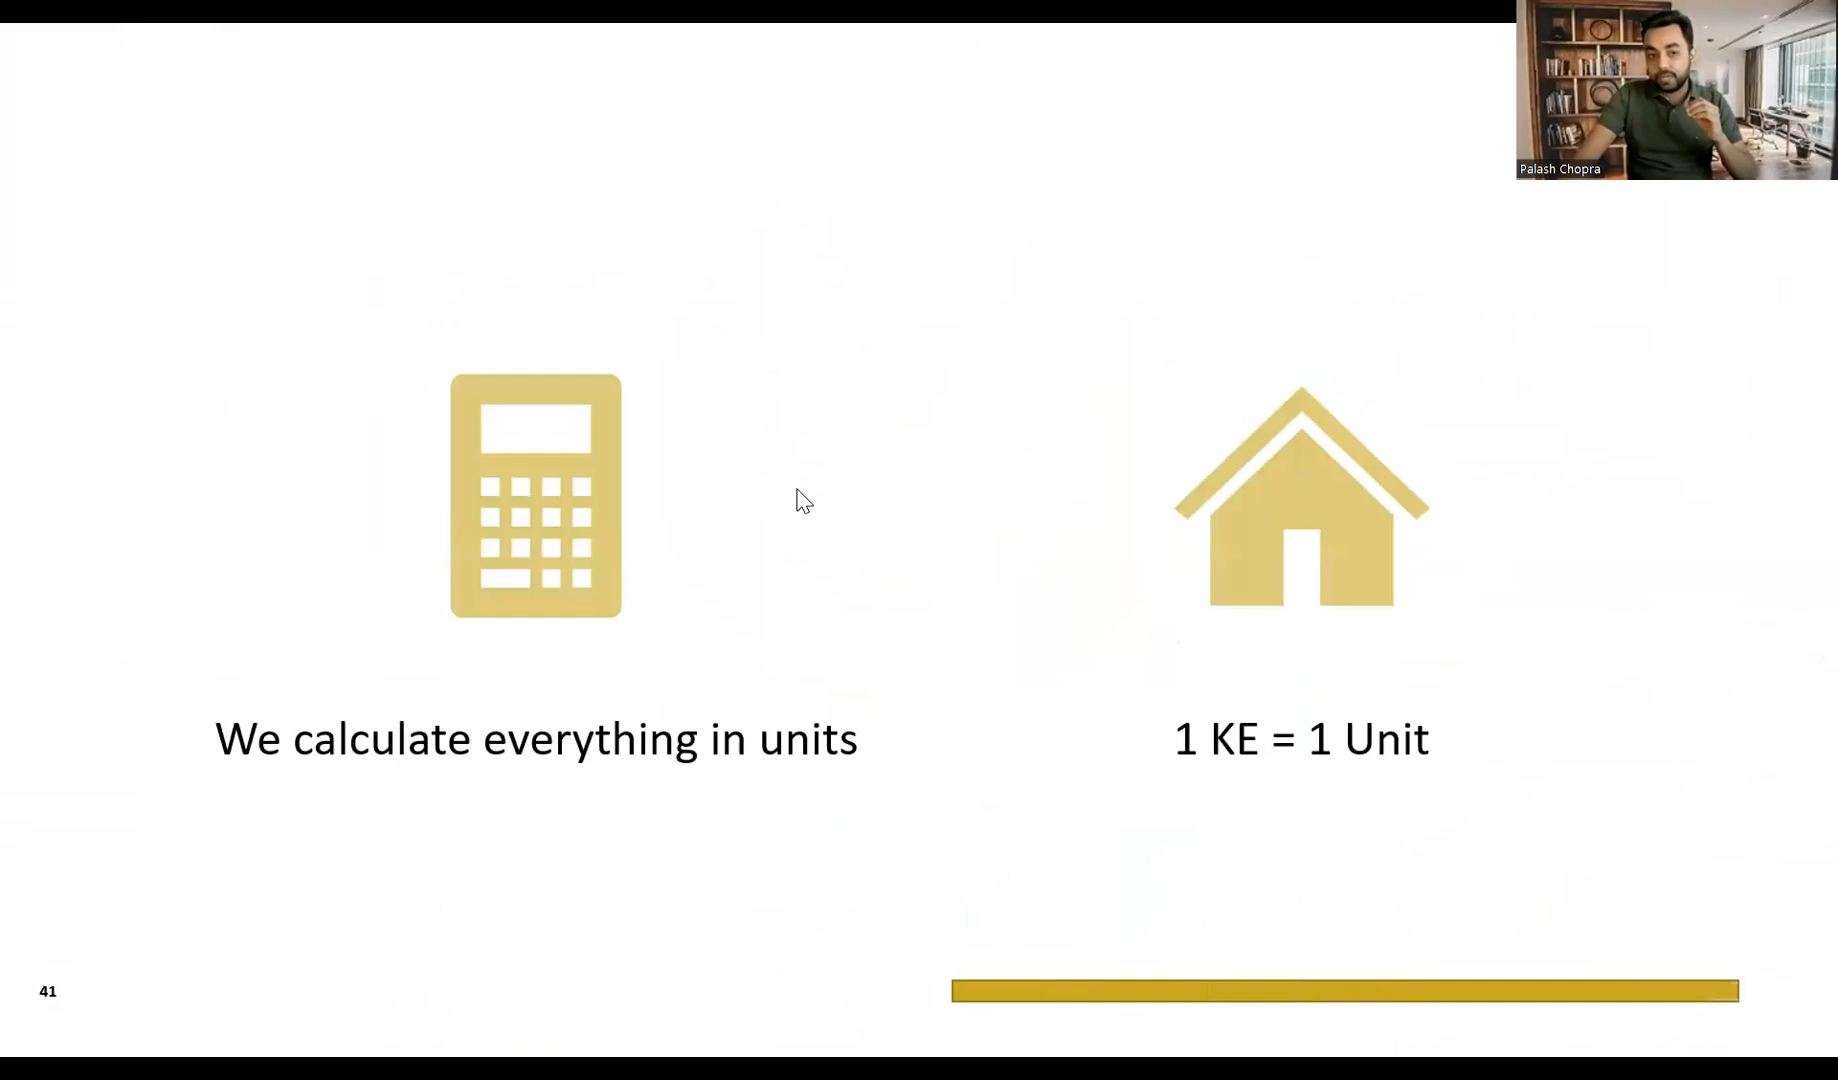 Palash Chopra
We calculate everything in units
1 KE = 1 Unit
41